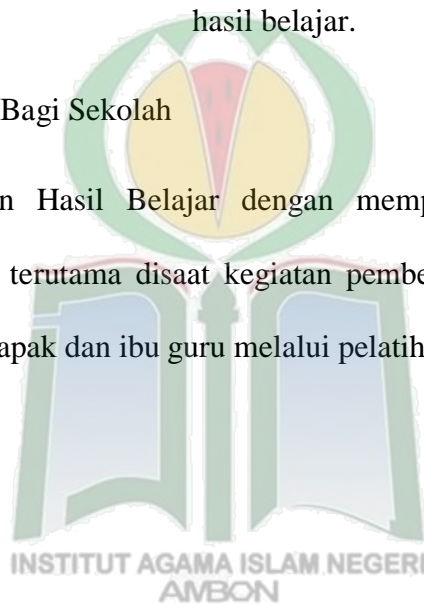 hasil belajar.
Bagi Sekolah
n Hasil Belajar dengan memp
terutama disaat kegiatan pembe
apak dan ibu guru melalui pelatih
INSTITUT AGAMA ISLAM NEGERI
AMBON